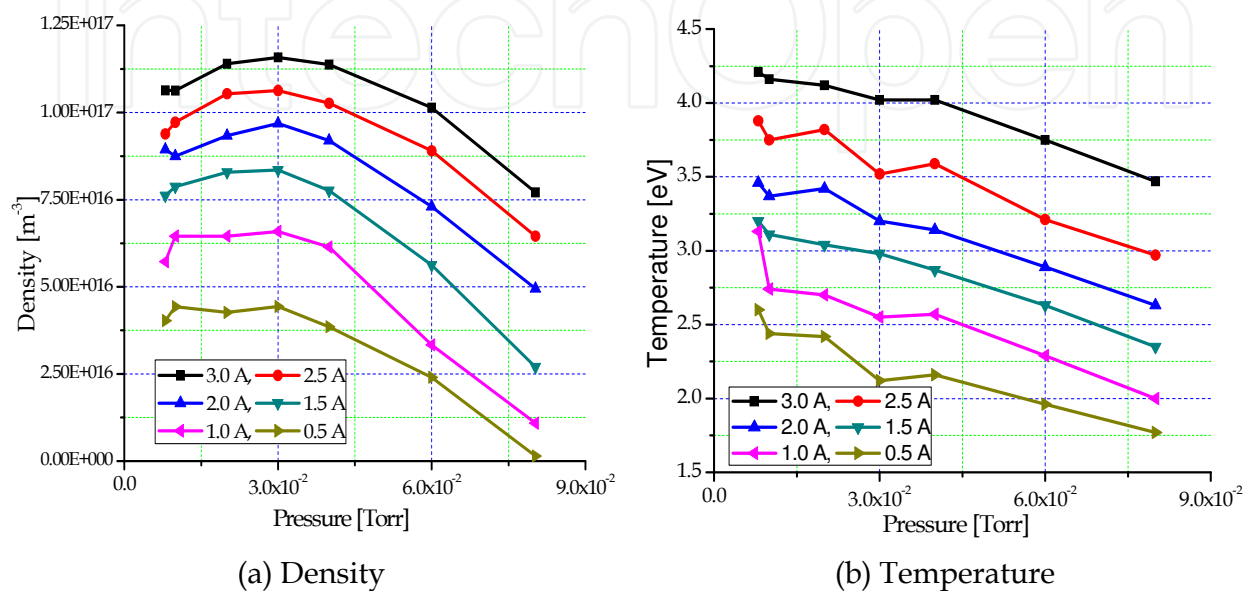 IntechOpen
1.25E+017
1.00E+017
7.50E+016
5.00E+016
2.50E+016
0.00E+000
Density [m⁻³]
3.0 A, 2.5 A
2.0 A, 1.5 A
1.0 A, 0.5 A
0.0 3.0x10⁻² 6.0x10⁻² 9.0x10⁻²
Pressure [Torr]
(a) Density
4.5
4.0
3.5
3.0
2.5
2.0
1.5
Temperature [eV]
3.0 A, 2.5 A
2.0 A, 1.5 A
1.0 A, 0.5 A
0.0 3.0x10⁻² 6.0x10⁻² 9.0x10⁻²
Pressure [Torr]
(b) Temperature